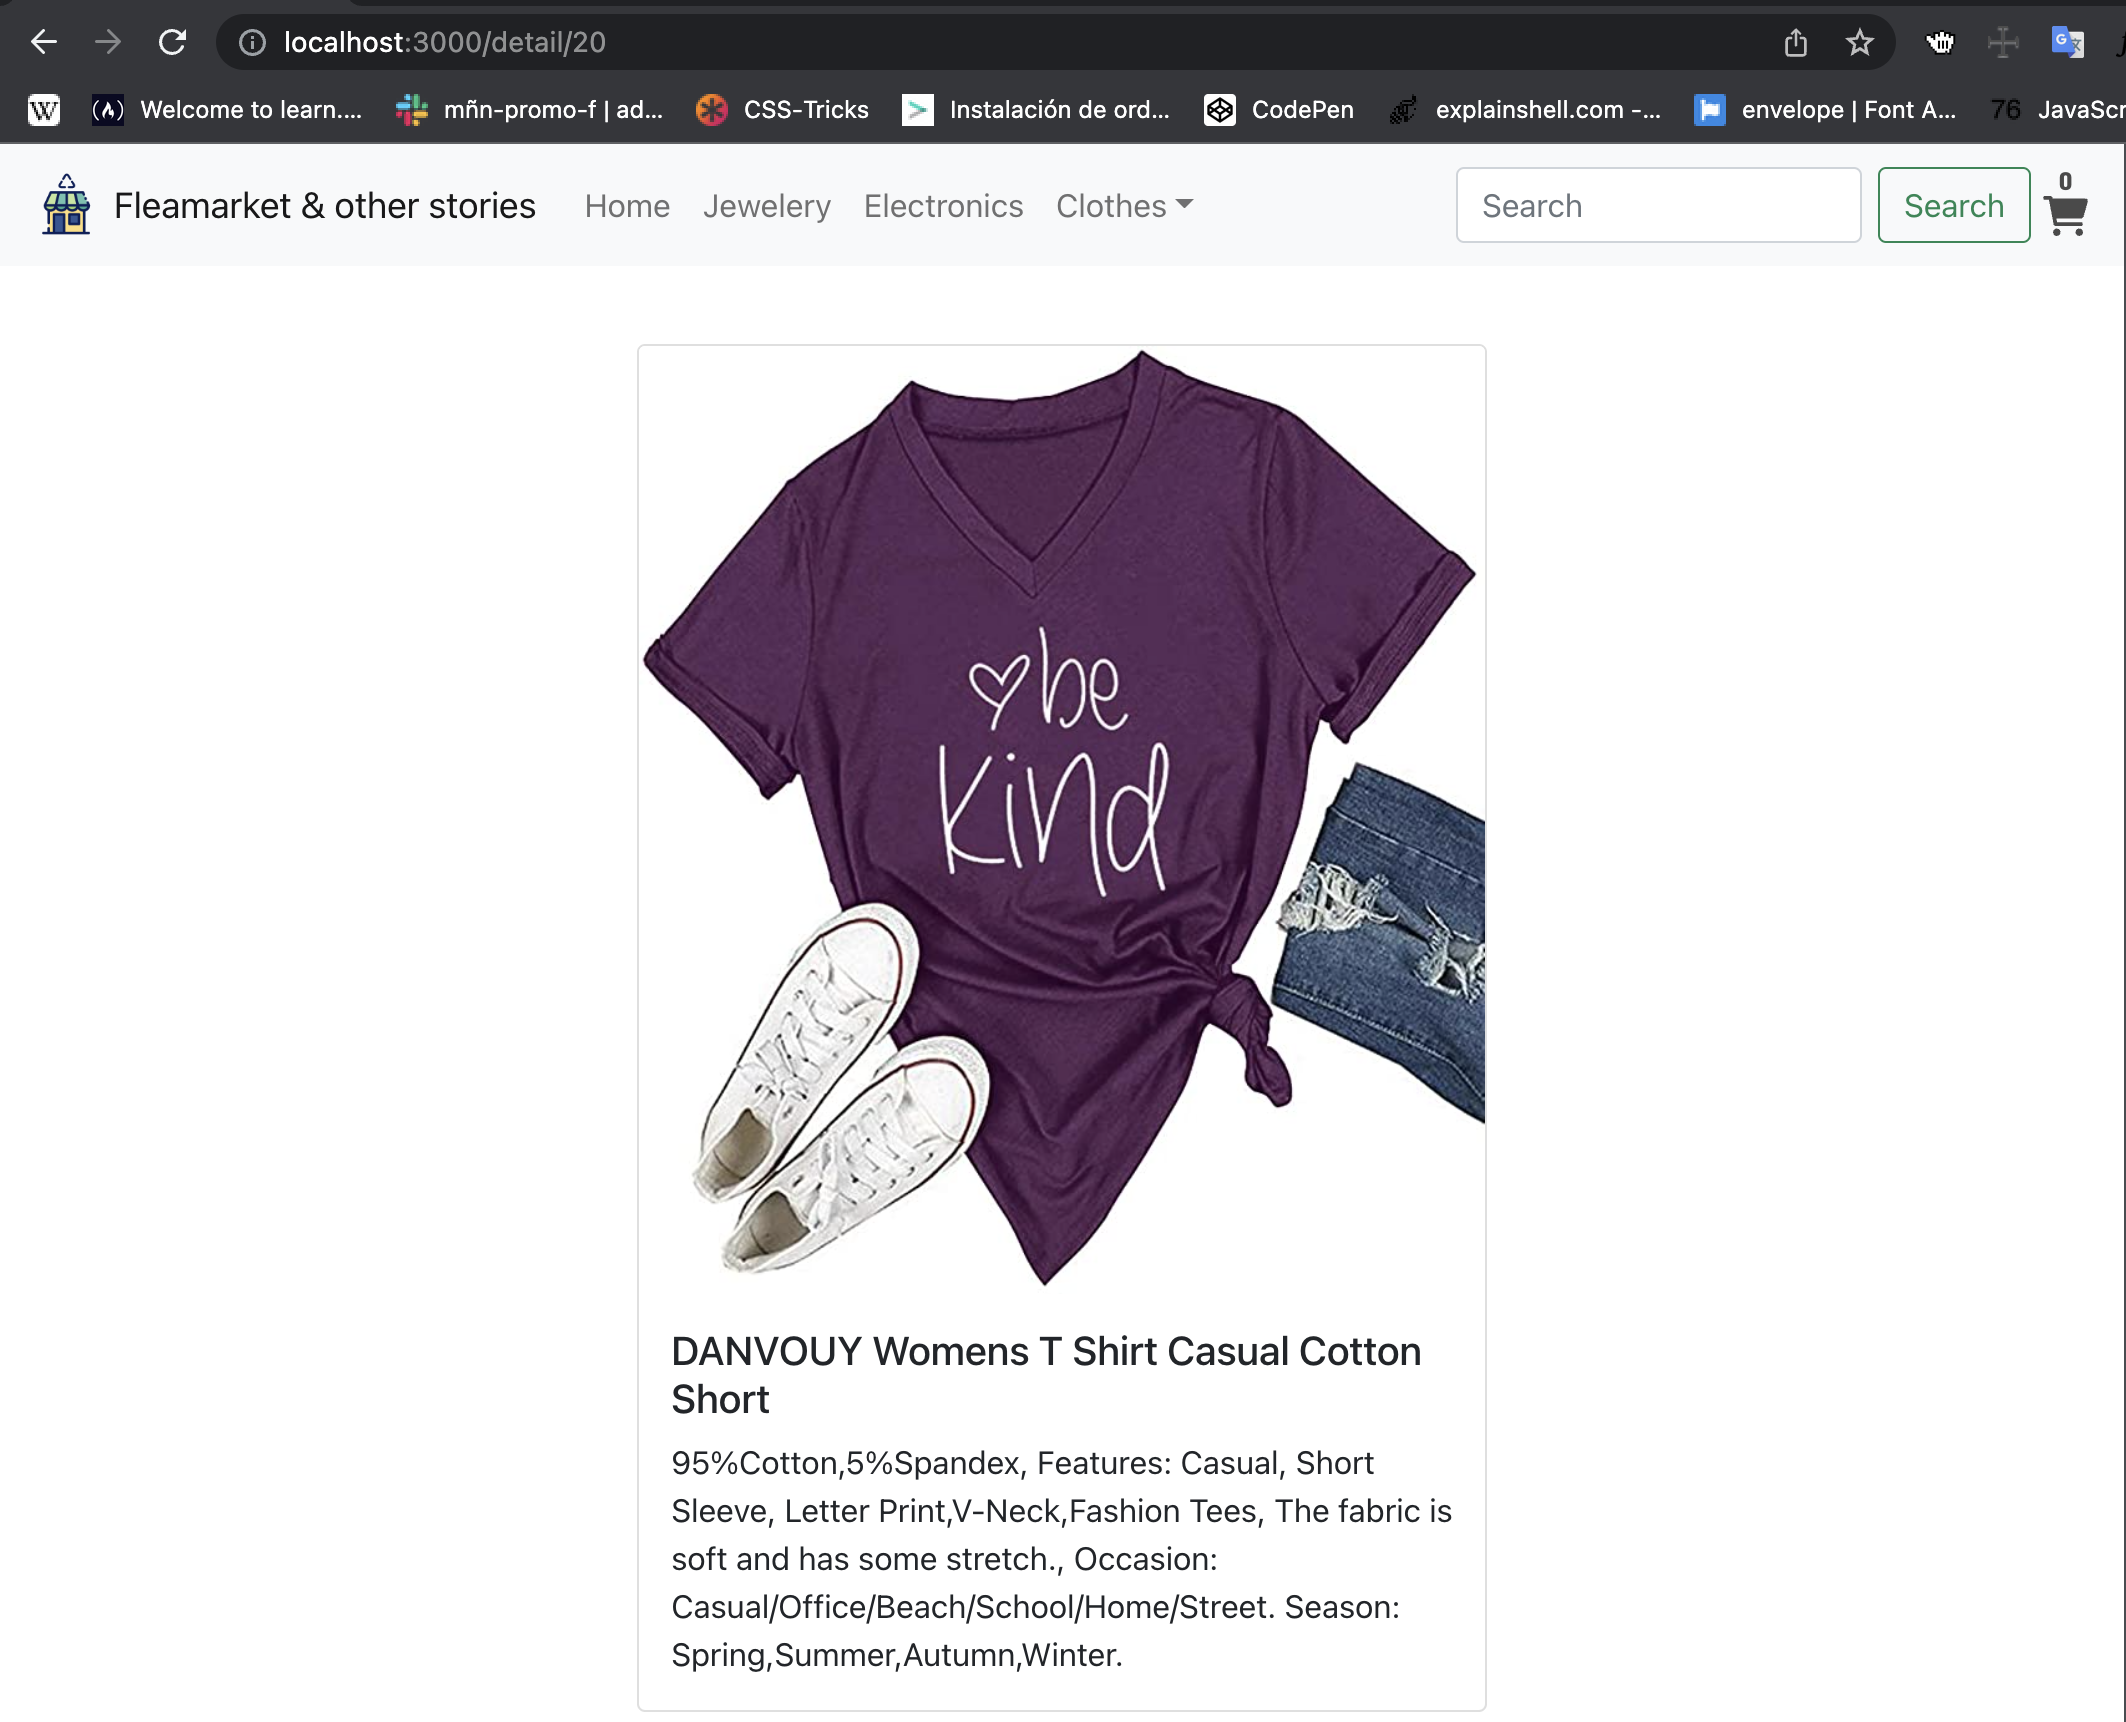 localhost:3000/detail/20
W
Welcome to learn....
mñn-promo-f | ad...
CSS-Tricks
Instalación de ord...
CodePen
explainshell.com -...
envelope | Font A...
76
JavaScr
Fleamarket & other stories
Home
Jewelery
Electronics
Clothes
Search
Search
0
be
kind
DANVOUY Womens T Shirt Casual Cotton
Short
95%Cotton,5%Spandex, Features: Casual, Short
Sleeve, Letter Print,V-Neck,Fashion Tees, The fabric is
soft and has some stretch., Occasion:
Casual/Office/Beach/School/Home/Street. Season:
Spring,Summer,Autumn,Winter.